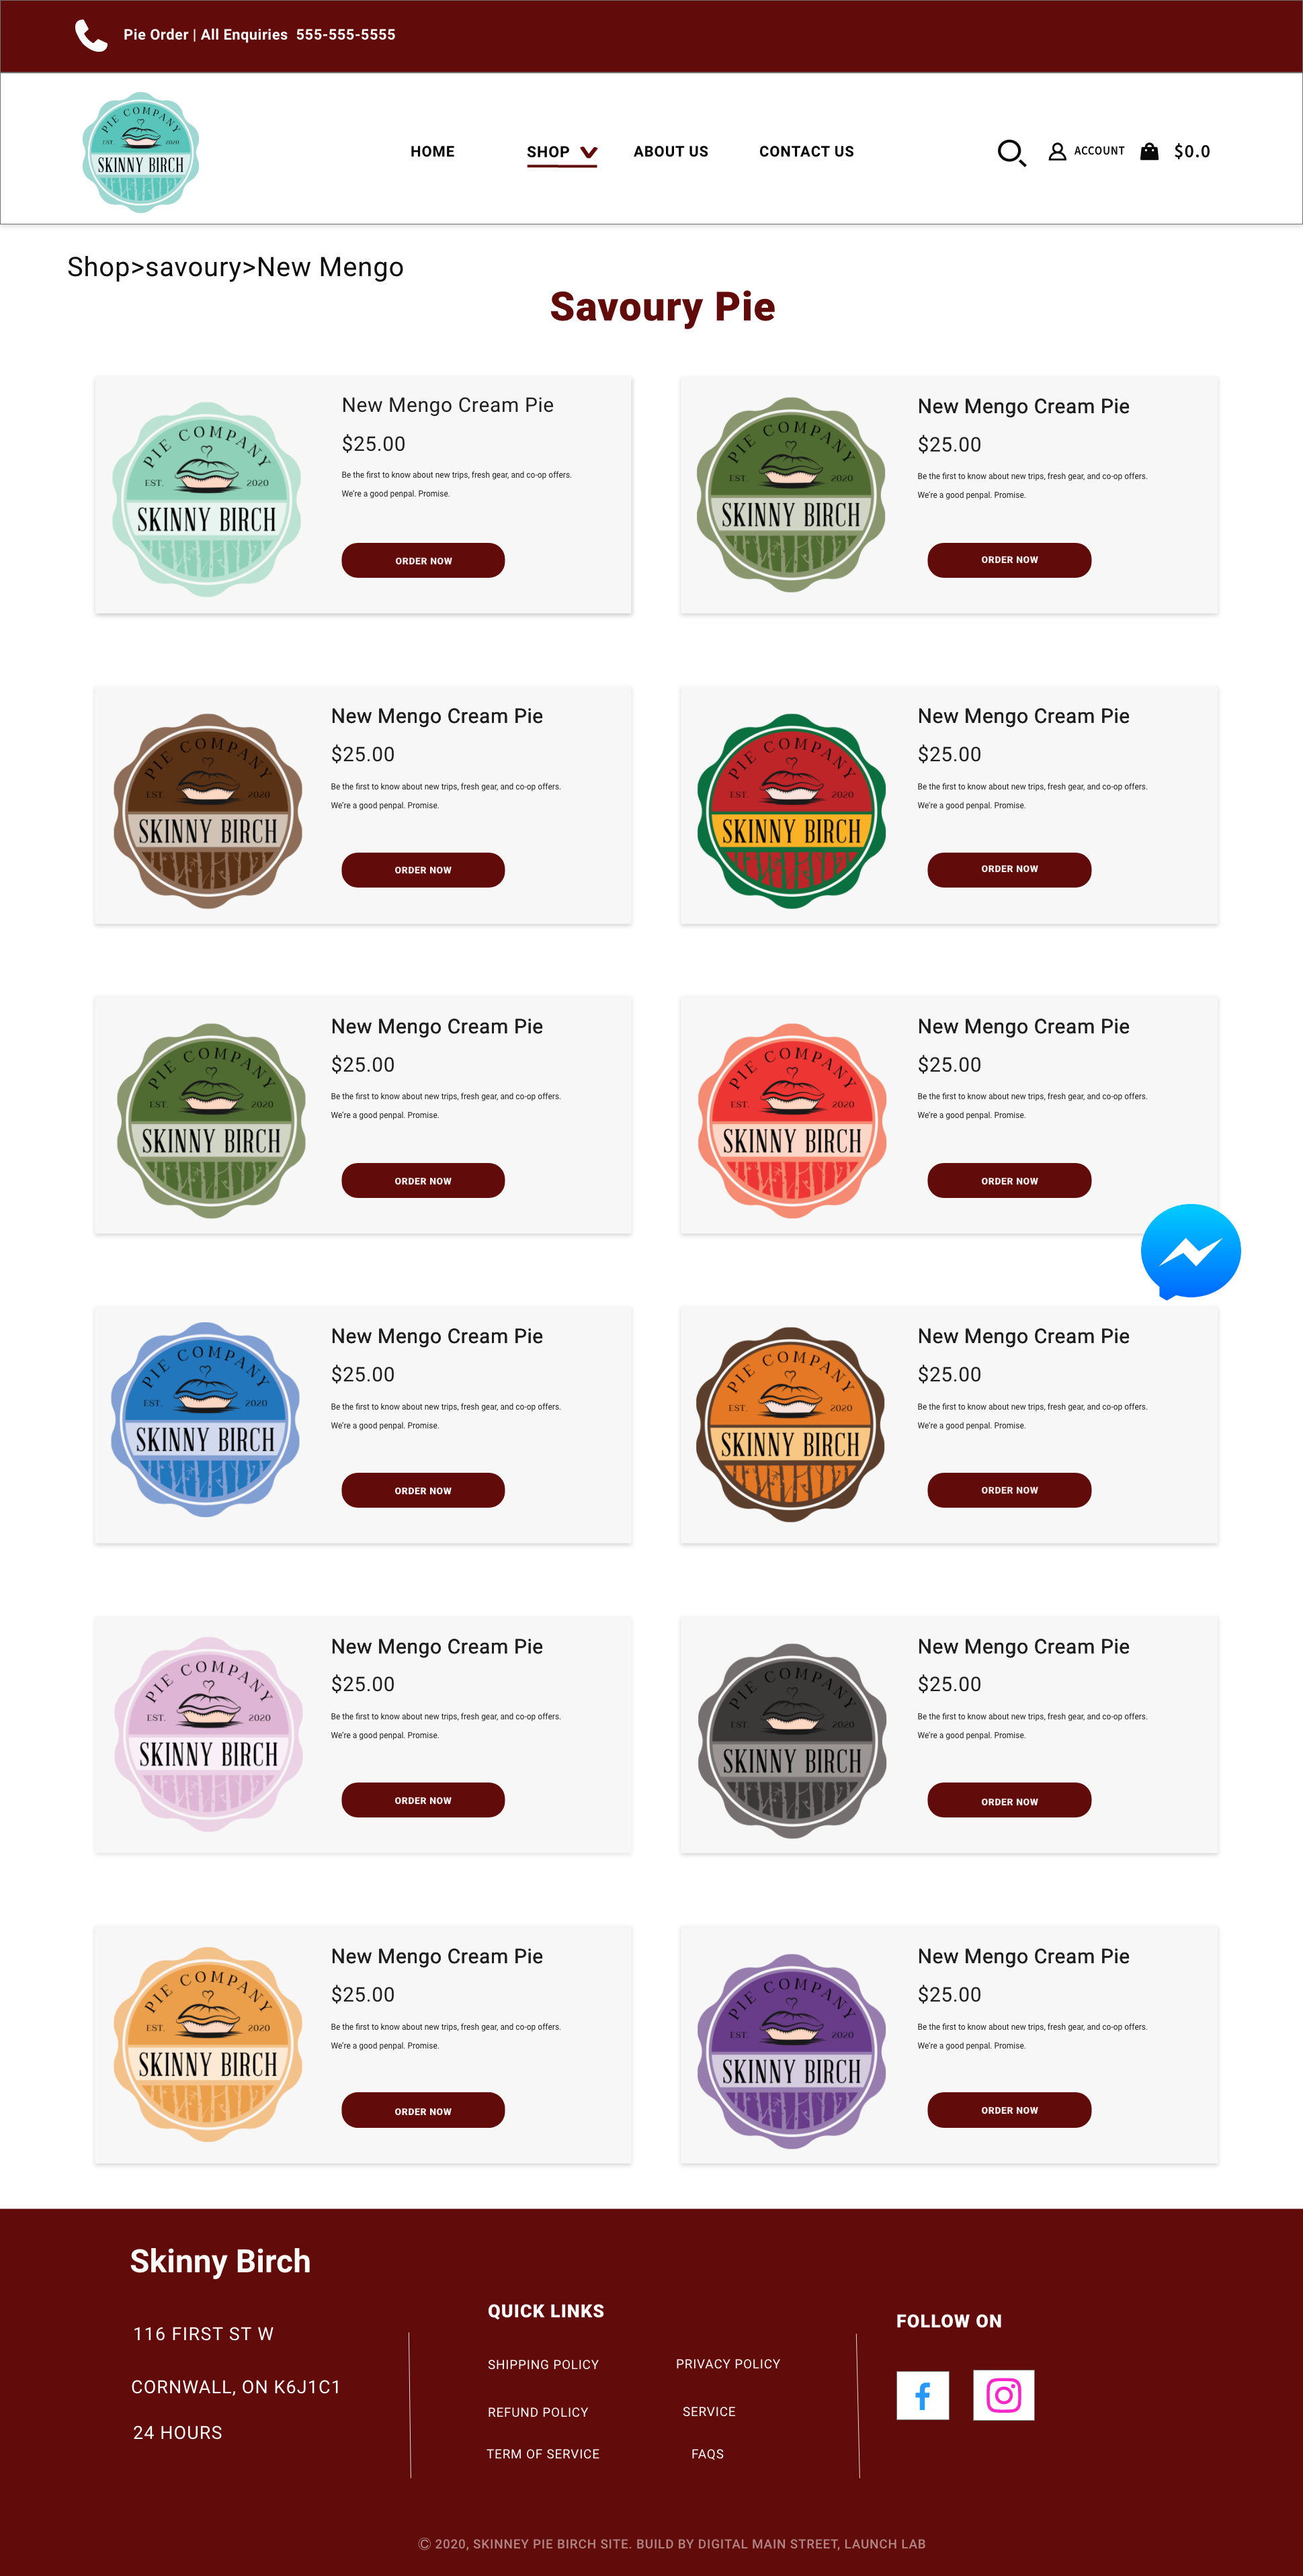 Pie Order | All Enquiries 555-555-5555
PIE COMPANY
EST. 2020
SKINNY BIRCH
HOME SHOP ABOUT US CONTACT US ACCOUNT $0.0
Shop>savoury>New Mengo
Savoury Pie
PIE COMPANY
EST. 2020
SKINNY BIRCH
New Mengo Cream Pie
$25.00
Be the first to know about new trips, fresh gear, and co-op offers.
We're a good penpal. Promise.
ORDER NOW
PIE COMPANY
EST. 2020
SKINNY BIRCH
New Mengo Cream Pie
$25.00
Be the first to know about new trips, fresh gear, and co-op offers.
We're a good penpal. Promise.
ORDER NOW
PIE COMPANY
EST. 2020
SKINNY BIRCH
New Mengo Cream Pie
$25.00
Be the first to know about new trips, fresh gear, and co-op offers.
We're a good penpal. Promise.
ORDER NOW
PIE COMPANY
EST. 2020
SKINNY BIRCH
New Mengo Cream Pie
$25.00
Be the first to know about new trips, fresh gear, and co-op offers.
We're a good penpal. Promise.
ORDER NOW
PIE COMPANY
EST. 2020
SKINNY BIRCH
New Mengo Cream Pie
$25.00
Be the first to know about new trips, fresh gear, and co-op offers.
We're a good penpal. Promise.
ORDER NOW
PIE COMPANY
EST. 2020
SKINNY BIRCH
New Mengo Cream Pie
$25.00
Be the first to know about new trips, fresh gear, and co-op offers.
We're a good penpal. Promise.
ORDER NOW
PIE COMPANY
EST. 2020
SKINNY BIRCH
New Mengo Cream Pie
$25.00
Be the first to know about new trips, fresh gear, and co-op offers.
We're a good penpal. Promise.
ORDER NOW
PIE COMPANY
EST. 2020
SKINNY BIRCH
New Mengo Cream Pie
$25.00
Be the first to know about new trips, fresh gear, and co-op offers.
We're a good penpal. Promise.
ORDER NOW
PIE COMPANY
EST. 2020
SKINNY BIRCH
New Mengo Cream Pie
$25.00
Be the first to know about new trips, fresh gear, and co-op offers.
We're a good penpal. Promise.
ORDER NOW
PIE COMPANY
EST. 2020
SKINNY BIRCH
New Mengo Cream Pie
$25.00
Be the first to know about new trips, fresh gear, and co-op offers.
We're a good penpal. Promise.
ORDER NOW
PIE COMPANY
EST. 2020
SKINNY BIRCH
New Mengo Cream Pie
$25.00
Be the first to know about new trips, fresh gear, and co-op offers.
We're a good penpal. Promise.
ORDER NOW
PIE COMPANY
EST. 2020
SKINNY BIRCH
New Mengo Cream Pie
$25.00
Be the first to know about new trips, fresh gear, and co-op offers.
We're a good penpal. Promise.
ORDER NOW
Skinny Birch
116 FIRST ST W
CORNWALL, ON K6J1C1
24 HOURS
QUICK LINKS
SHIPPING POLICY PRIVACY POLICY
REFUND POLICY SERVICE
TERM OF SERVICE FAQS
FOLLOW ON
© 2020, SKINNEY PIE BIRCH SITE. BUILD BY DIGITAL MAIN STREET, LAUNCH LAB